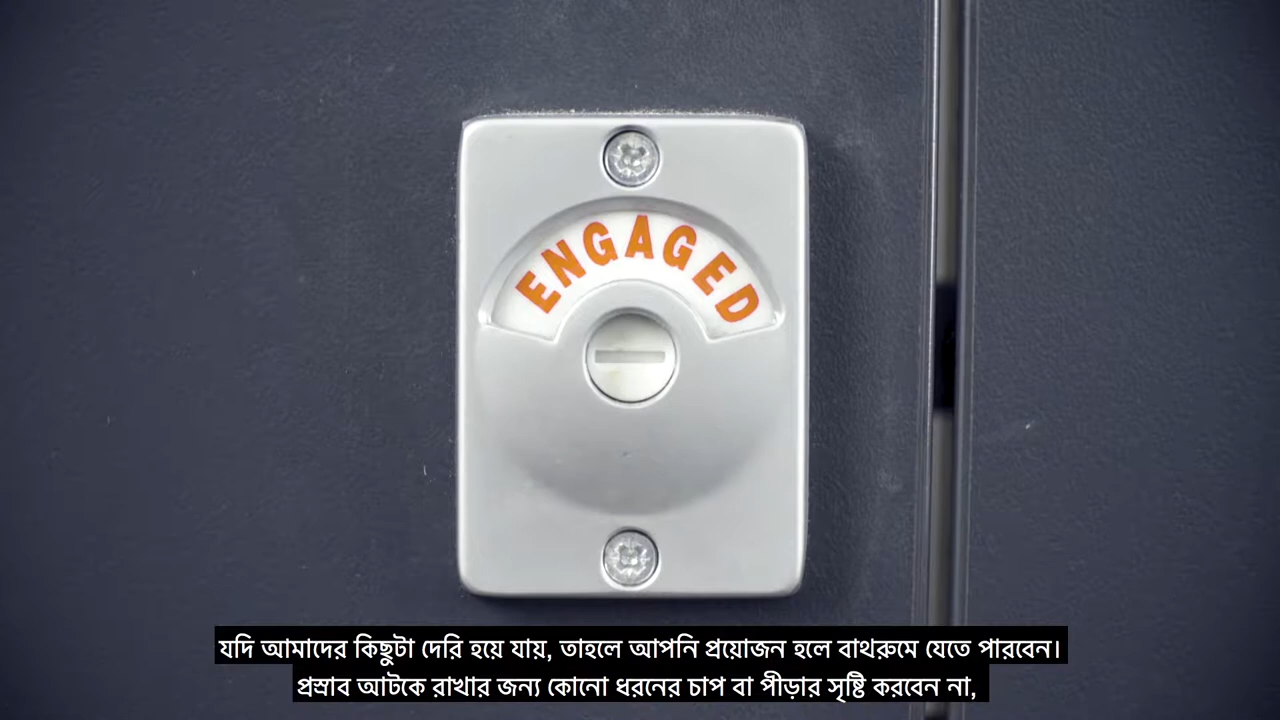 ENGAGED
যদি আমাদের কিছুটা দেরি হয়ে যায়, তাহলে আপনি প্রয়োজন হলে বাথরুমে যেতে পারবেন।
প্রস্রাব আটকে রাখার জন্য কোনো ধরনের চাপ বা পীড়ার সৃষ্টি করবেন না,